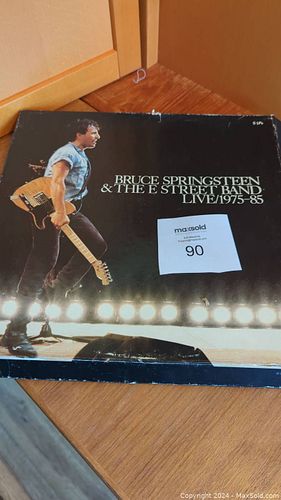 5 LPs
BRUCE SPRINGSTEEN
& THE E STREET BAND
LIVE/1975-85
maxsold
90
Copyright © 2024 - MaxSold.com